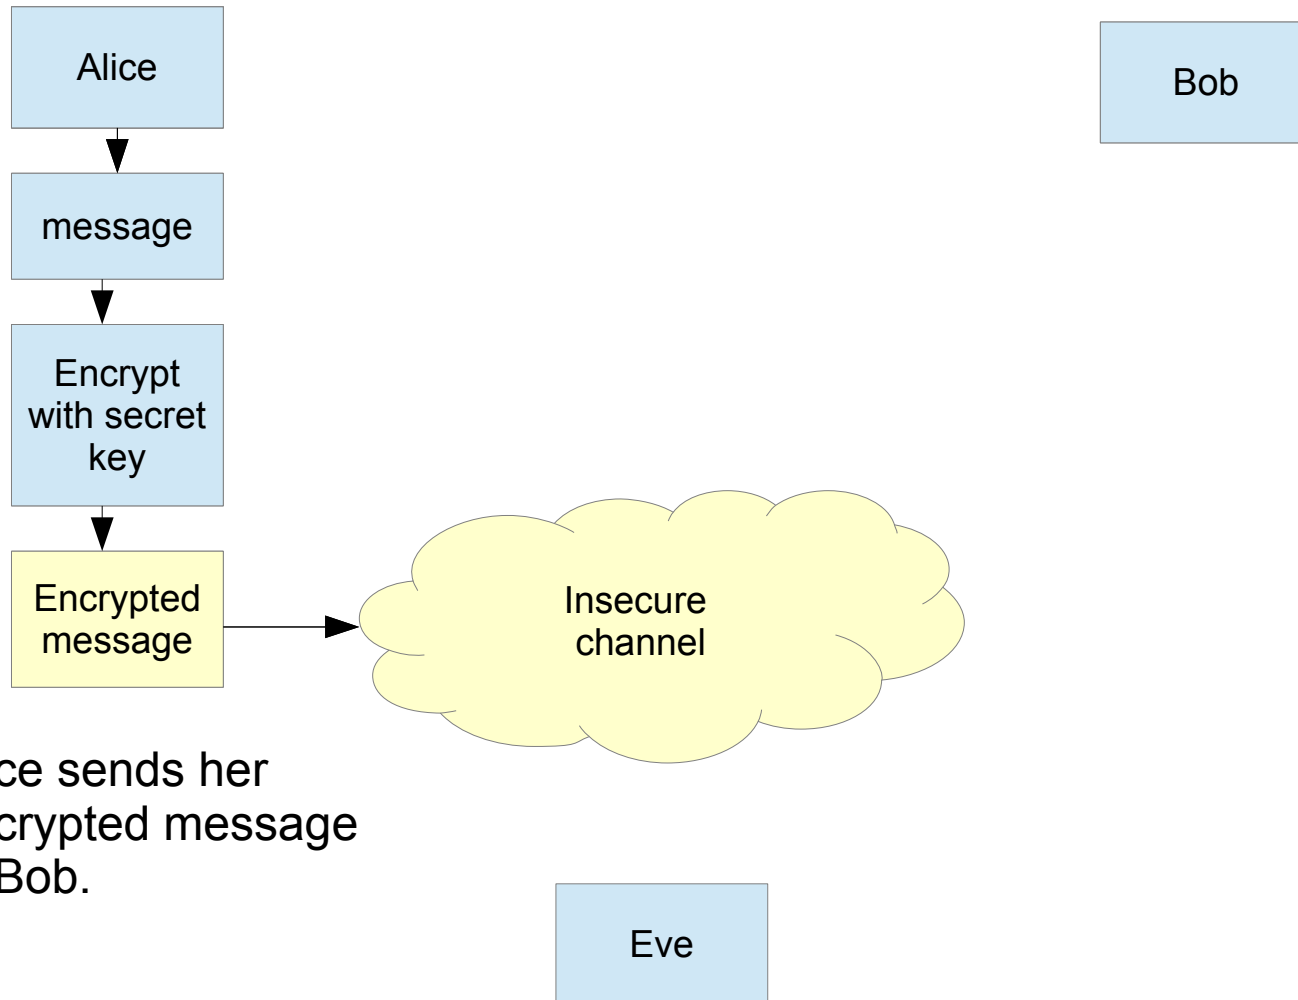 Alice
Bob
message
Encrypt
with secret
key
Encrypted
message
Insecure
channel
ce sends her
crypted message
Bob.
Eve